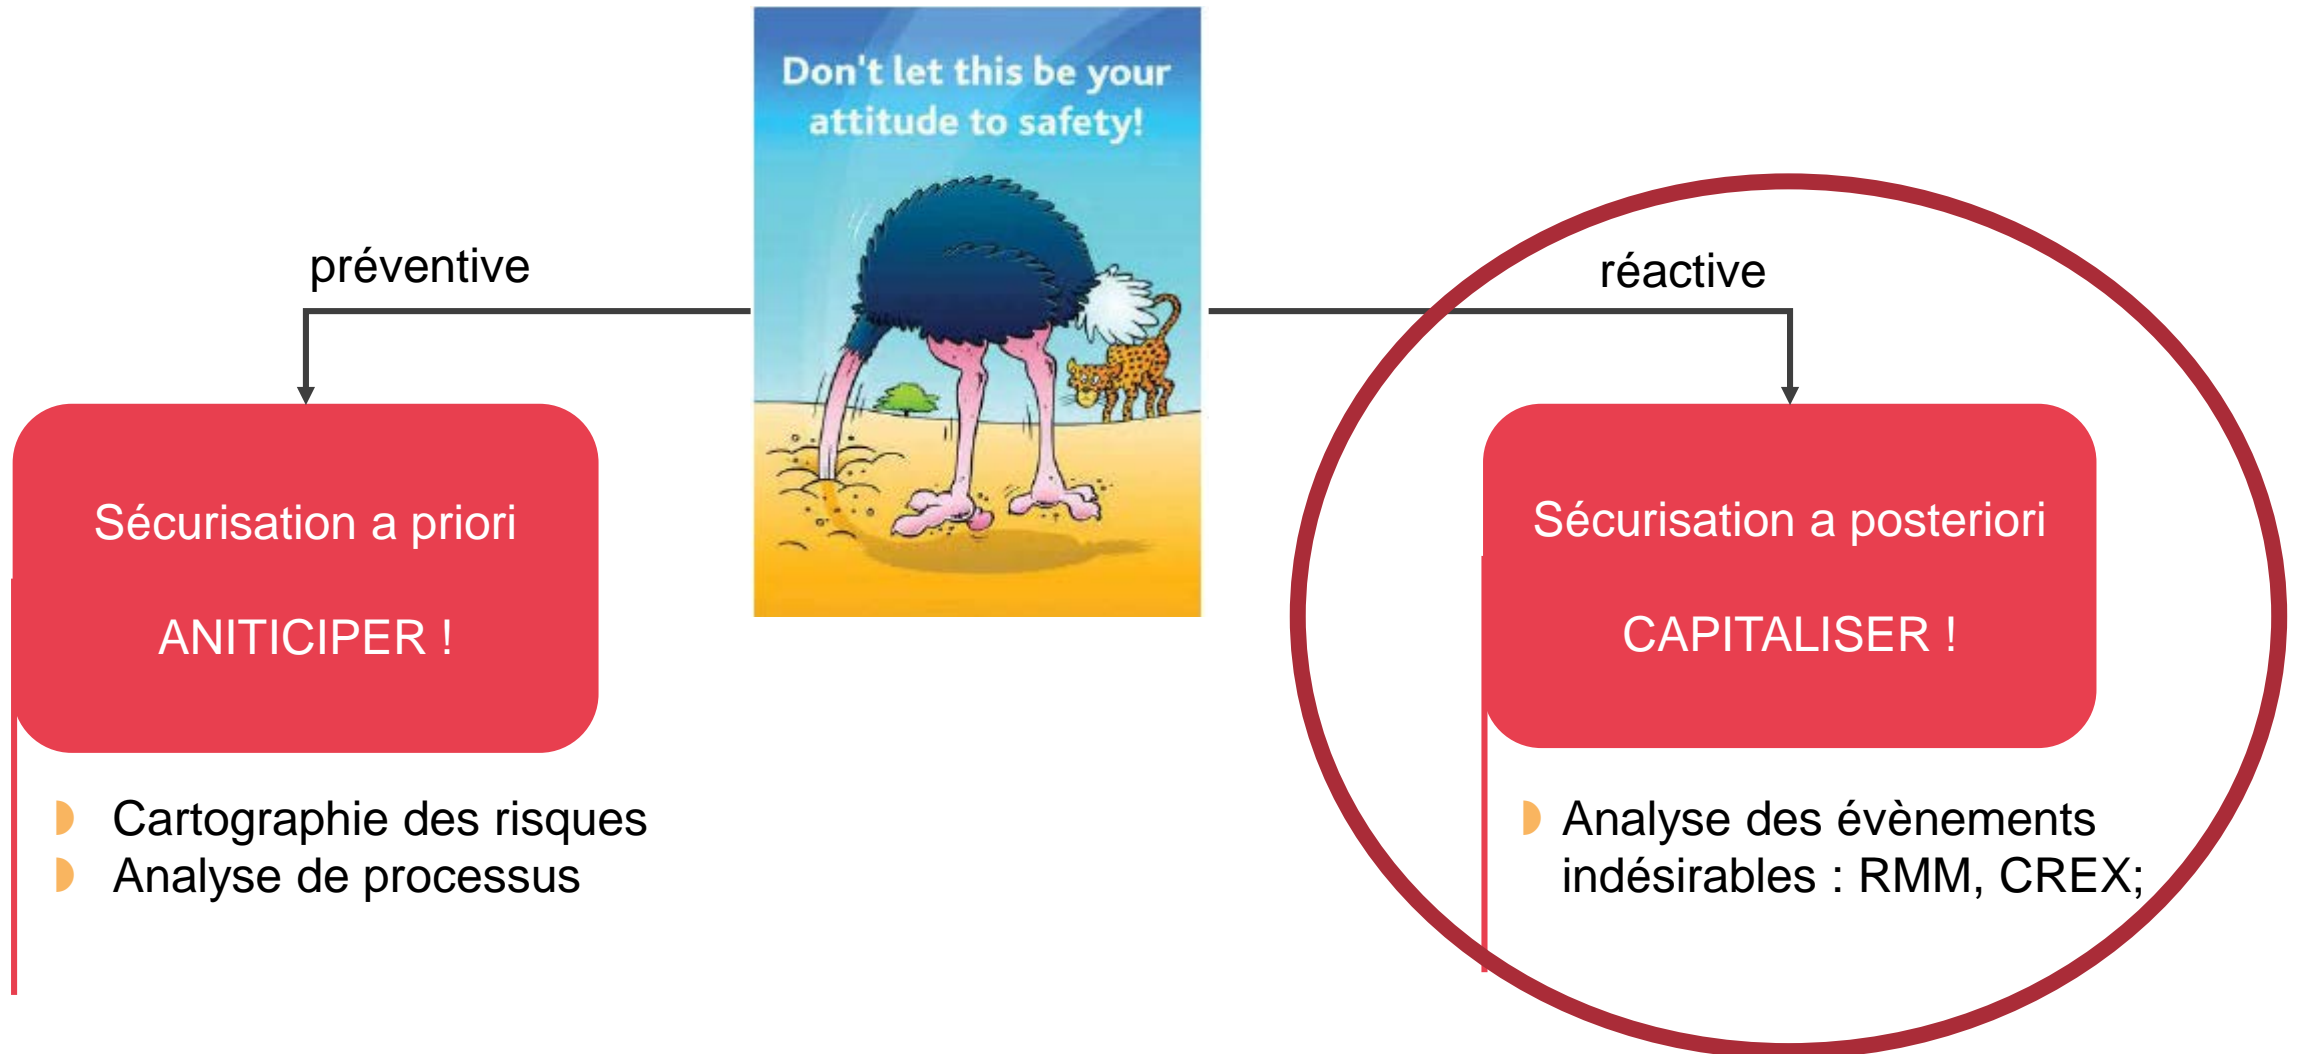 Don't let this be your
attitude to safety!
préventive
réactive
Sécurisation a priori
ANITICIPER !
Cartographie des risques
Analyse de processus
Sécurisation a posteriori
CAPITALISER !
Analyse des évènements
indésirables : RMM, CREX;